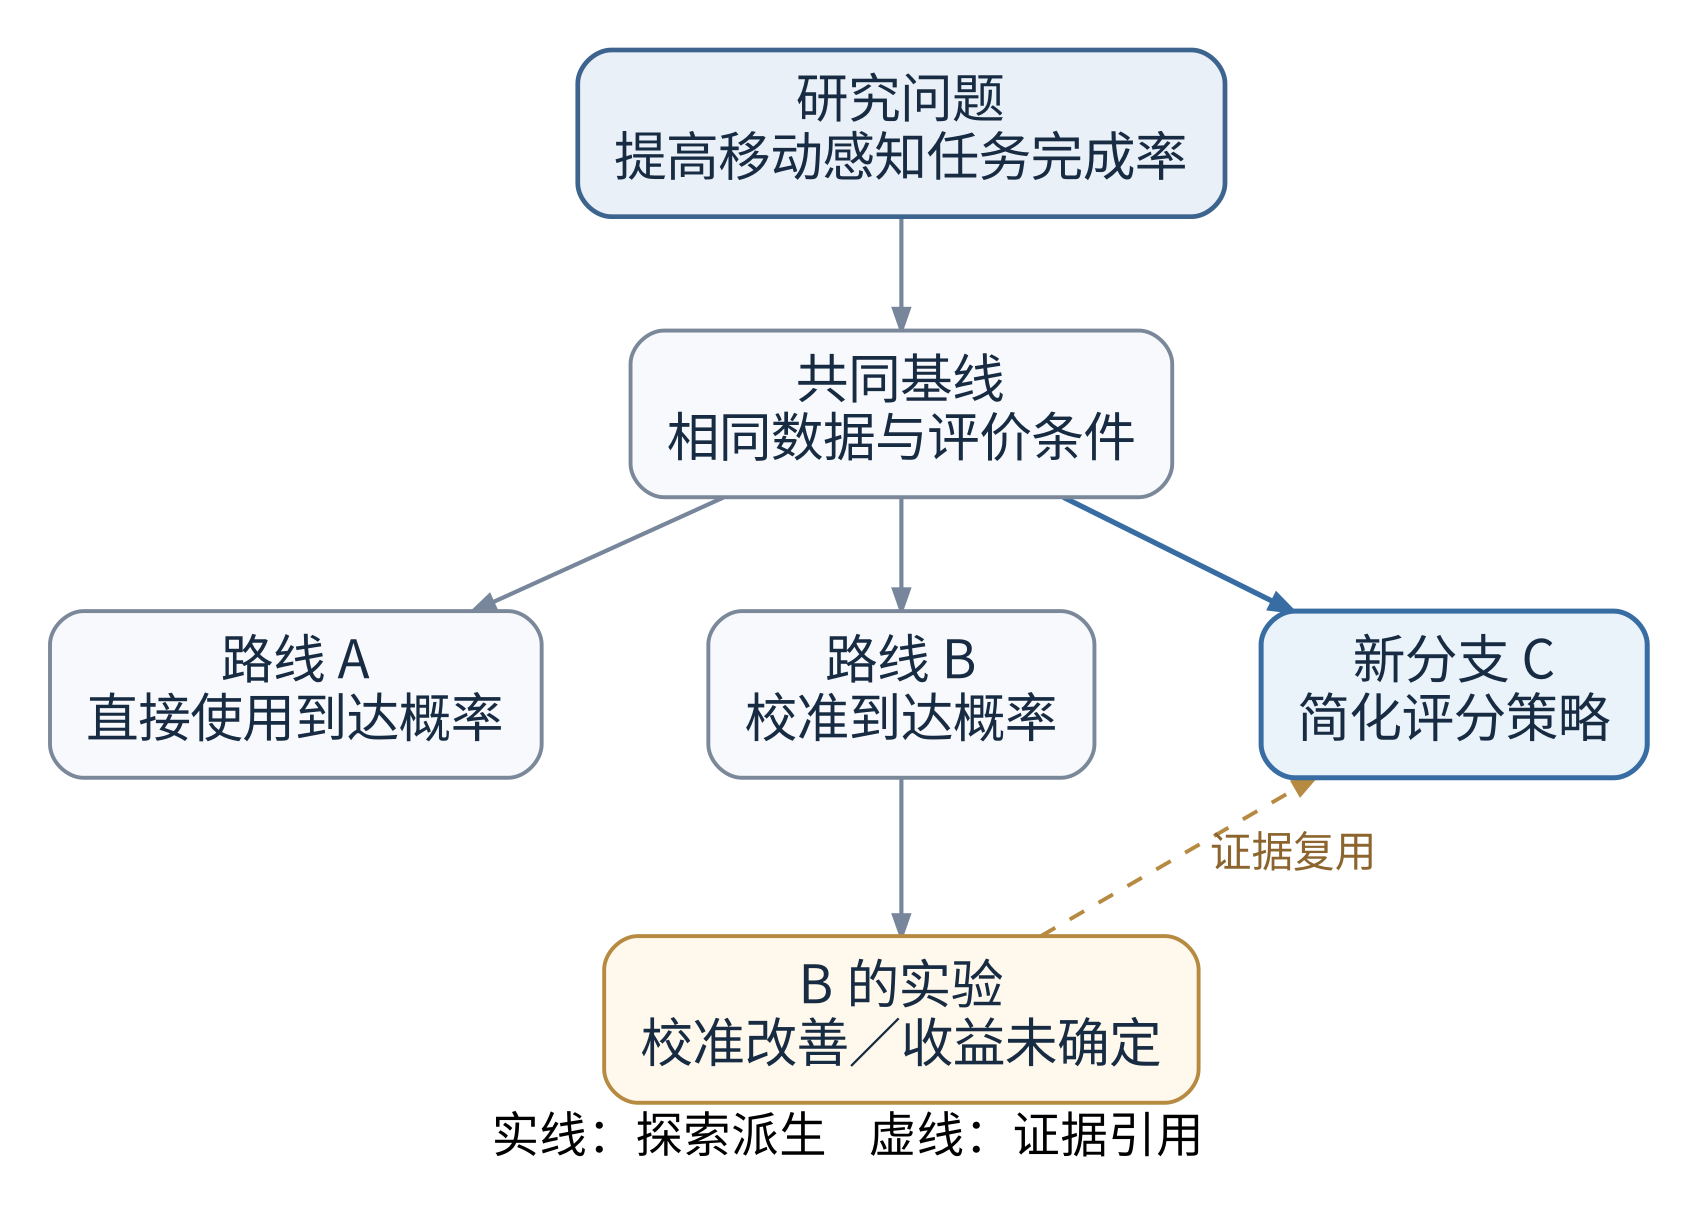 研究问题
提高移动感知任务完成率
共同基线
相同数据与评价条件
路线 A
直接使用到达概率
路线 B
校准到达概率
新分支 C
简化评分策略
证据复用
B 的实验
校准改善／收益未确定
实线：探索派生　虚线：证据引用